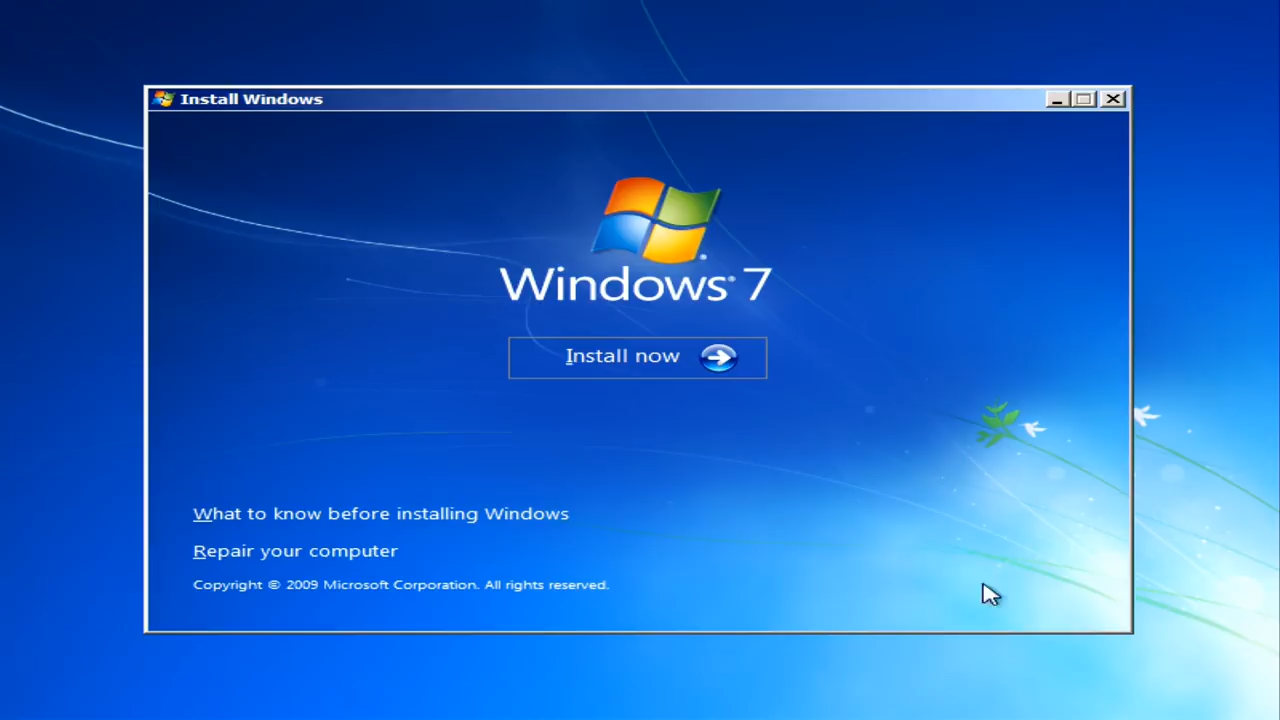 Install Windows
Windows® 7
Install now
What to know before installing Windows
Repair your computer
Copyright © 2009 Microsoft Corporation. All rights reserved.